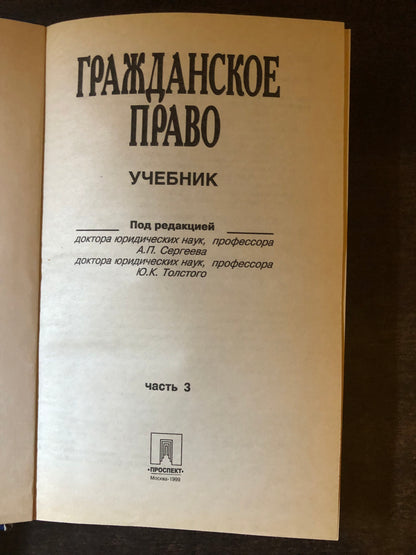 ГРАЖДАНСКОЕ
ПРАВО
УЧЕБНИК
Под редакцией
доктора юридических наук, профессора
А.П. Сергеева
доктора юридических наук, профессора
Ю.К. Толстого
часть 3
•ПРОСПЕКТ•
Москва-1999